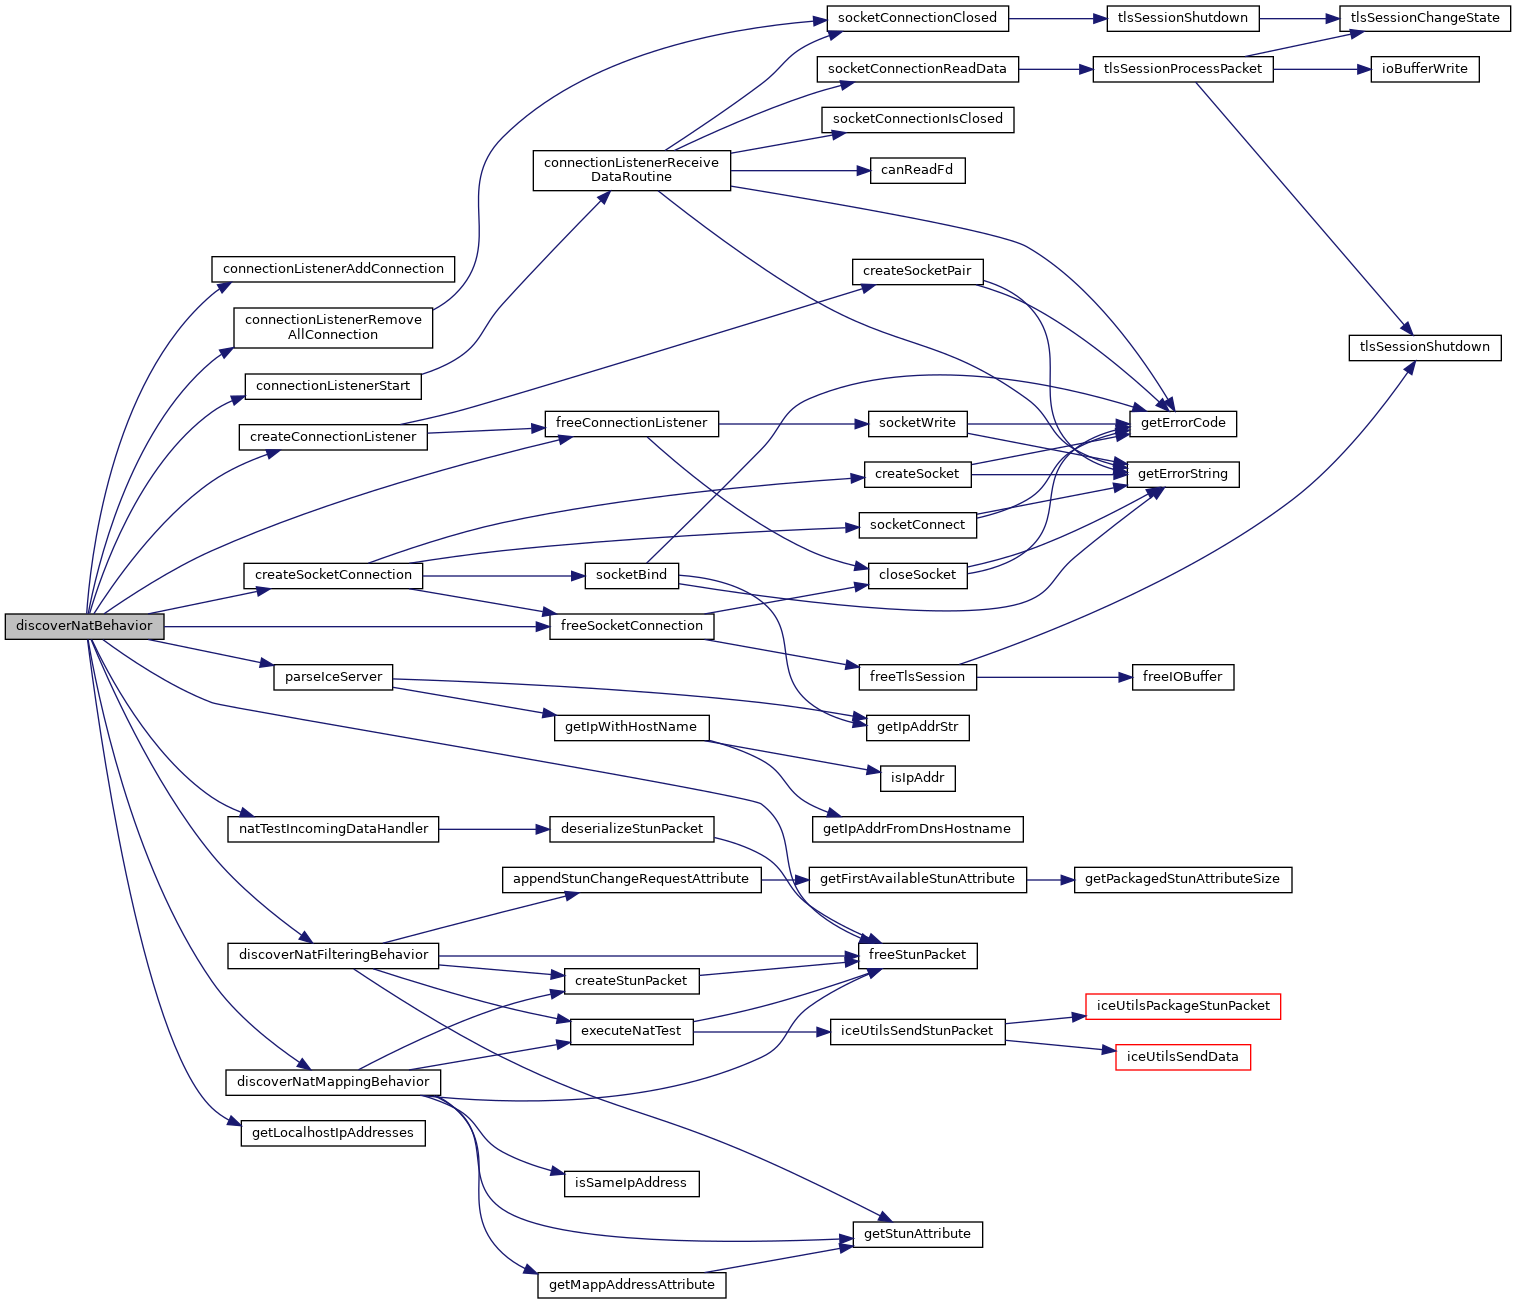 socketConnectionClosed
tlsSessionShutdown
tlsSessionChangeState
socketConnectionReadData
tlsSessionProcessPacket
ioBufferWrite
socketConnectionIsClosed
connectionListenerReceive
DataRoutine
canReadFd
connectionListenerAddConnection
createSocketPair
connectionListenerRemove
AllConnection
tlsSessionShutdown
connectionListenerStart
createConnectionListener
freeConnectionListener
socketWrite
getErrorCode
createSocket
getErrorString
socketConnect
createSocketConnection
socketBind
closeSocket
discoverNatBehavior
freeSocketConnection
parseIceServer
freeTlsSession
freeIOBuffer
getIpWithHostName
getIpAddrStr
isIpAddr
natTestIncomingDataHandler
deserializeStunPacket
getIpAddrFromDnsHostname
appendStunChangeRequestAttribute
getFirstAvailableStunAttribute
getPackagedStunAttributeSize
discoverNatFilteringBehavior
freeStunPacket
createStunPacket
iceUtilsPackageStunPacket
executeNatTest
iceUtilsSendStunPacket
iceUtilsSendData
discoverNatMappingBehavior
getLocalhostIpAddresses
isSameIpAddress
getStunAttribute
getMappAddressAttribute